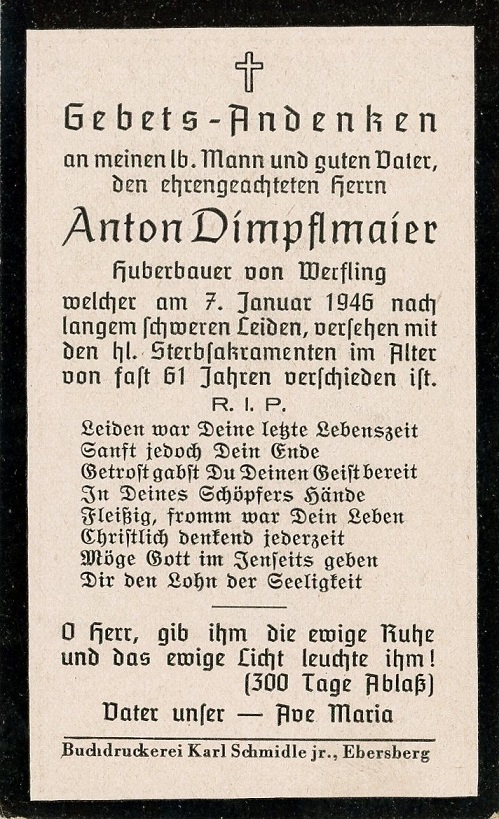 Gebets-Andenken
an meinen lb. Mann und guten Vater,
den ehrengeachteten Herrn
Anton Dimpflmaier
Huberbauer von Werfling
welcher am 7. Januar 1946 nach
langem schweren Leiden, versehen mit
den hl. Sterbsakramenten im Alter
von fast 61 Jahren verschieden ist.
R. I. P.
Leiden war Deine letzte Lebenszeit
Sanft jedoch Dein Ende
Getrost gabst Du Deinen Geist bereit
In Deines Schöpfers Hände
Fleißig, fromm war Dein Leben
Christlich denkend jederzeit
Möge Gott im Jenseits geben
Dir den Lohn der Seeligkeit
O Herr, gib ihm die ewige Ruhe
und das ewige Licht leuchte ihm!
(300 Tage Ablaß)
Vater unser — Ave Maria
Buchdruckerei Karl Schmidle jr., Ebersberg